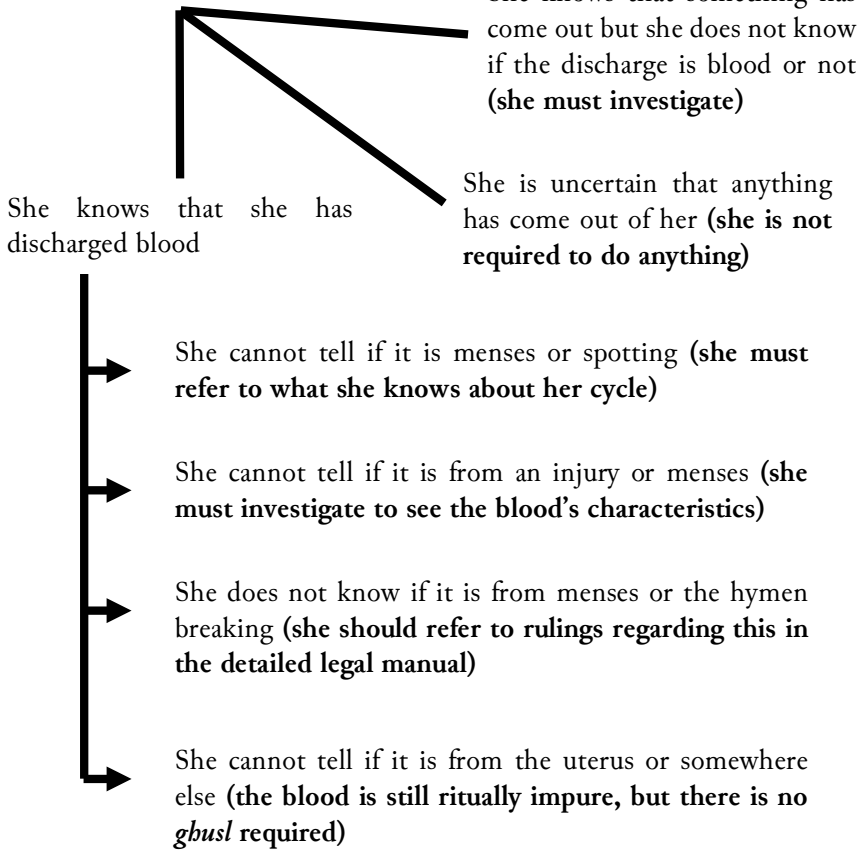 come out but she does not know
if the discharge is blood or not
(she must investigate)
She is uncertain that anything
has come out of her (she is not
required to do anything)
She knows that she has
discharged blood
She cannot tell if it is menses or spotting (she must
refer to what she knows about her cycle)
She cannot tell if it is from an injury or menses (she
must investigate to see the blood's characteristics)
She does not know if it is from menses or the hymen
breaking (she should refer to rulings regarding this in
the detailed legal manual)
She cannot tell if it is from the uterus or somewhere
else (the blood is still ritually impure, but there is no
ghusl required)